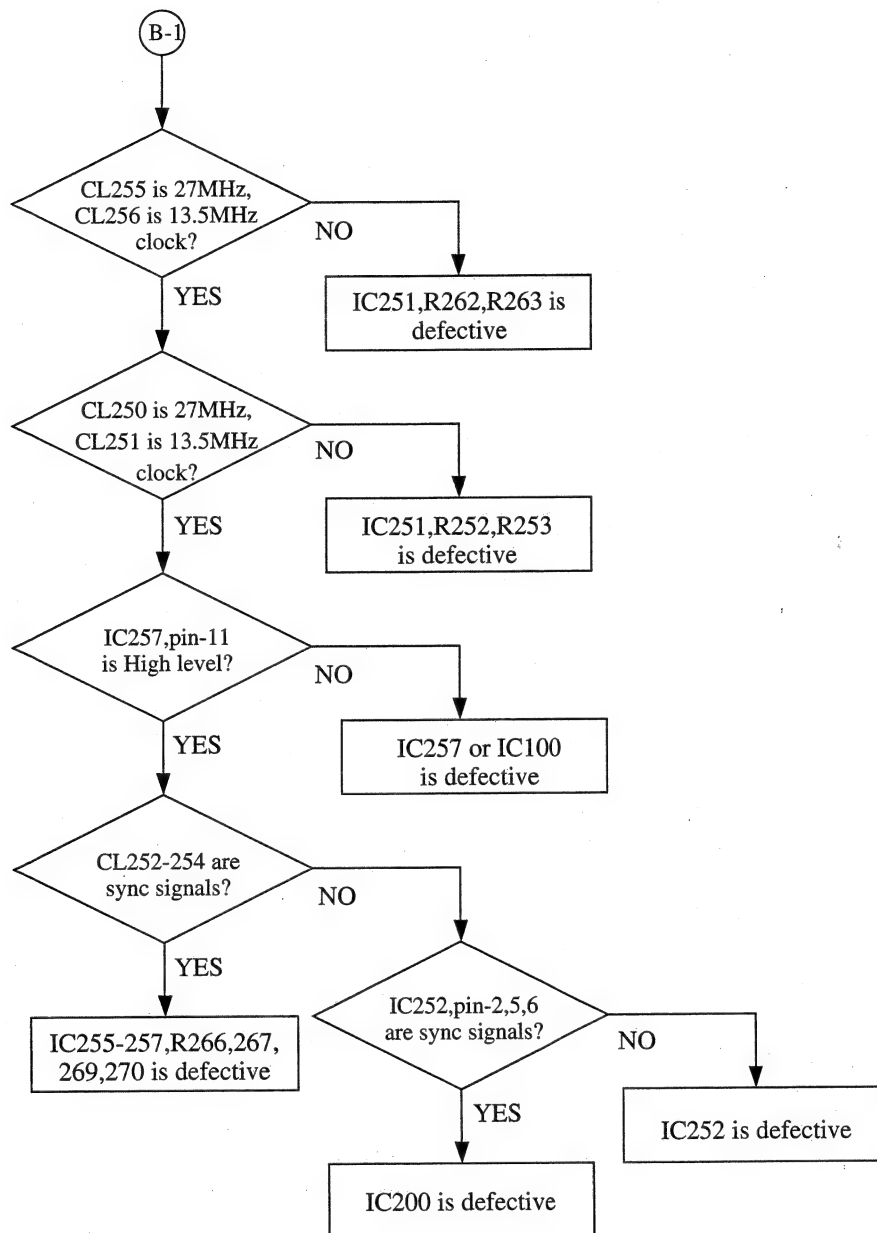 B-1
CL255 is 27MHz,
CL256 is 13.5MHz
clock?
NO
YES
IC251,R262,R263 is
defective
CL250 is 27MHz,
CL251 is 13.5MHz
clock?
NO
YES
IC251,R252,R253
is defective
IC257,pin-11
is High level?
NO
YES
IC257 or IC100
is defective
CL252-254 are
sync signals?
NO
YES
IC255-257,R266,267,
269,270 is defective
IC252,pin-2,5,6
are sync signals?
NO
YES
IC252 is defective
IC200 is defective